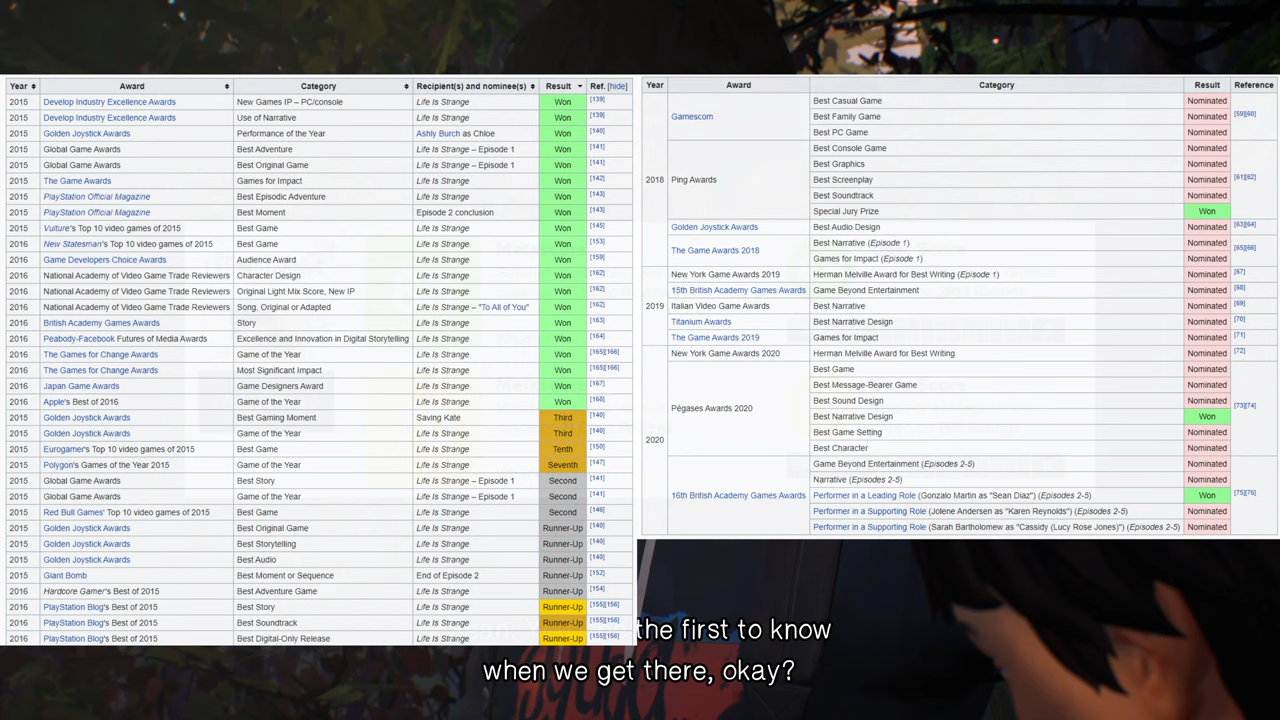 Year Award Category Recipient(s) and nominee(s) Result Ref. [hide]
2015 Develop Industry Excellence Awards New Games IP – PC/console Life Is Strange Won [139]
2015 Develop Industry Excellence Awards Use of Narrative Life Is Strange Won [139]
2015 Golden Joystick Awards Performance of the Year Ashly Burch as Chloe Won [140]
2015 Global Game Awards Best Adventure Life Is Strange – Episode 1 Won [141]
2015 Global Game Awards Best Original Game Life Is Strange – Episode 1 Won [141]
2015 The Game Awards Games for Impact Life Is Strange Won [142]
2015 PlayStation Official Magazine Best Episodic Adventure Life Is Strange Won [143]
2015 PlayStation Official Magazine Best Moment Episode 2 conclusion Won [143]
2015 Vulture's Top 10 video games of 2015 Best Game Life Is Strange Won [145]
2016 New Statesman's Top 10 video games of 2015 Best Game Life Is Strange Won [153]
2016 Game Developers Choice Awards Audience Award Life Is Strange Won [159]
2016 National Academy of Video Game Trade Reviewers Character Design Life Is Strange Won [162]
2016 National Academy of Video Game Trade Reviewers Original Light Mix Score, New IP Life Is Strange Won [162]
2016 National Academy of Video Game Trade Reviewers Song, Original or Adapted Life Is Strange – "To All of You" Won [162]
2016 British Academy Games Awards Story Life Is Strange Won [163]
2016 Peabody-Facebook Futures of Media Awards Excellence and Innovation in Digital Storytelling Life Is Strange Won [164]
2016 The Games for Change Awards Game of the Year Life Is Strange Won [165][166]
2016 The Games for Change Awards Most Significant Impact Life Is Strange Won [165][166]
2016 Japan Game Awards Game Designers Award Life Is Strange Won [167]
2016 Apple's Best of 2016 Game of the Year Life Is Strange Won [168]
2015 Golden Joystick Awards Best Gaming Moment Saving Kate Third [140]
2015 Golden Joystick Awards Game of the Year Life Is Strange Third [140]
2015 Eurogamer's Top 10 video games of 2015 Best Game Life Is Strange Tenth [150]
2015 Polygon's Games of the Year 2015 Game of the Year Life Is Strange Seventh [147]
2015 Global Game Awards Best Story Life Is Strange – Episode 1 Second [141]
2015 Global Game Awards Game of the Year Life Is Strange – Episode 1 Second [141]
2015 Red Bull Games' Top 10 video games of 2015 Best Game Life Is Strange Second [146]
2015 Golden Joystick Awards Best Original Game Life Is Strange Runner-Up [140]
2015 Golden Joystick Awards Best Storytelling Life Is Strange Runner-Up [140]
2015 Golden Joystick Awards Best Audio Life Is Strange Runner-Up [140]
2015 Giant Bomb Best Moment or Sequence End of Episode 2 Runner-Up [152]
2016 Hardcore Gamer's Best of 2015 Best Adventure Game Life Is Strange Runner-Up [154]
2016 PlayStation Blog's Best of 2015 Best Story Life Is Strange Runner-Up [155][156]
2016 PlayStation Blog's Best of 2015 Best Soundtrack Life Is Strange Runner-Up [155][156]
2016 PlayStation Blog's Best of 2015 Best Digital-Only Release Life Is Strange Runner-Up [155][156]
Year Award Category Result Reference
2018 Gamescom Best Casual Game Nominated [59][60]
Best Family Game Nominated
Best PC Game Nominated
Ping Awards Best Console Game Nominated [61][62]
Best Graphics Nominated
Best Screenplay Nominated
Best Soundtrack Nominated
Special Jury Prize Won
Golden Joystick Awards Best Audio Design Nominated [63][64]
The Game Awards 2018 Best Narrative (Episode 1) Nominated [65][66]
Games for Impact (Episode 1) Nominated
2019 New York Game Awards 2019 Herman Melville Award for Best Writing (Episode 1) Nominated [67]
15th British Academy Games Awards Game Beyond Entertainment Nominated [68]
Italian Video Game Awards Best Narrative Nominated [69]
Titanium Awards Best Narrative Design Nominated [70]
The Game Awards 2019 Games for Impact Nominated [71]
2020 New York Game Awards 2020 Herman Melville Award for Best Writing Nominated [72]
Pégases Awards 2020 Best Game Nominated [73][74]
Best Message-Bearer Game Nominated
Best Sound Design Nominated
Best Narrative Design Won
Best Game Setting Nominated
Best Character Nominated
16th British Academy Games Awards Game Beyond Entertainment (Episodes 2-5) Nominated [75][76]
Narrative (Episodes 2-5) Nominated
Performer in a Leading Role (Gonzalo Martin as "Sean Diaz") (Episodes 2-5) Won
Performer in a Supporting Role (Jolene Andersen as "Karen Reynolds") (Episodes 2-5) Nominated
Performer in a Supporting Role (Sarah Bartholomew as "Cassidy (Lucy Rose Jones)") (Episodes 2-5) Nominated
the first to know
when we get there, okay?